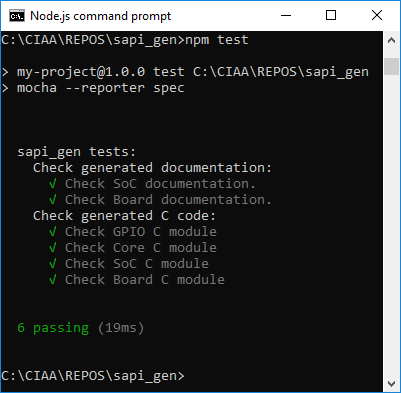 Node.js command prompt
C:\CIAA\REPOS\sapi_gen>npm test
> my-project@1.0.0 test C:\CIAA\REPOS\sapi_gen
> mocha --reporter spec
sapi_gen tests:
Check generated documentation:
√ Check SoC documentation.
√ Check Board documentation.
Check generated C code:
√ Check GPIO C module
√ Check Core C module
√ Check SoC C module
√ Check Board C module
6 passing (19ms)
C:\CIAA\REPOS\sapi_gen>